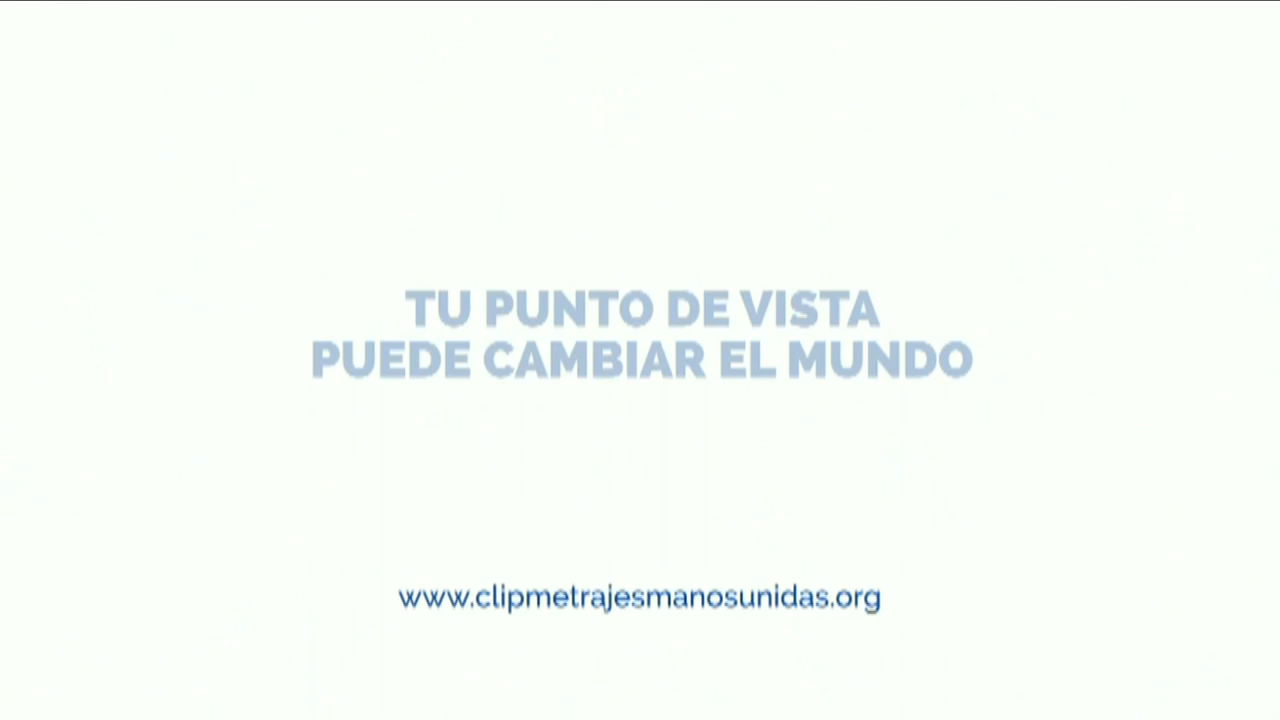 TU PUNTO DE VISTA
PUEDE CAMBIAR EL MUNDO
www.clipmetrajesmanosunidas.org